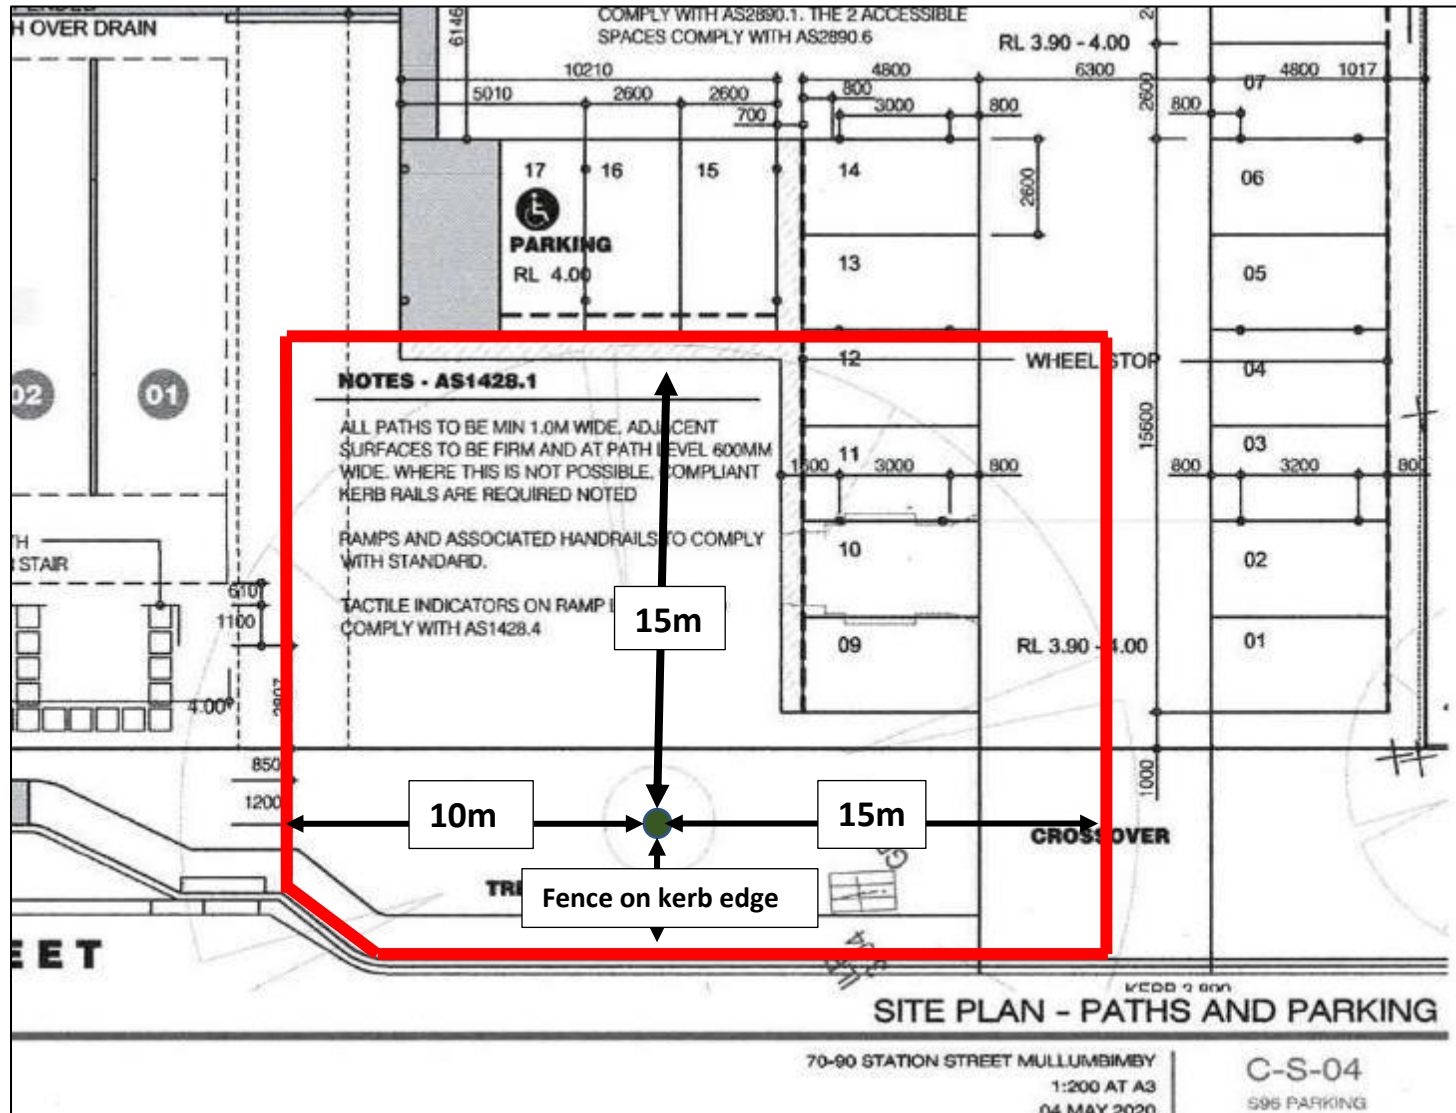 H OVER DRAIN
COMPLY WITH AS2890.1. THE 2 ACCESSIBLE
SPACES COMPLY WITH AS2890.6
6146
RL 3.90 - 4.00
10210
4800
6300
4800 1017
5010
2600
2600
700
800
3000
800
2600
800
07
17
16
15
14
06
2600
PARKING
RL 4.00
13
05
12
WHEEL STOP
04
02
01
NOTES - AS1428.1
ALL PATHS TO BE MIN 1.0M WIDE. ADJACENT
SURFACES TO BE FIRM AND AT PATH LEVEL 600MM
WIDE. WHERE THIS IS NOT POSSIBLE, COMPLIANT
KERB RAILS ARE REQUIRED NOTED
RAMPS AND ASSOCIATED HANDRAILS TO COMPLY
WITH STANDARD.
TACTILE INDICATORS ON RAMP
COMPLY WITH AS1428.4
15m
11
1500
3000
800
15600
03
800
3200
800
10
02
09
RL 3.90 - 4.00
01
STAIR
610
1100
4.00
850
1200
1000
10m
15m
CROSSOVER
Fence on kerb edge
EET
KERB 3.800
SITE PLAN - PATHS AND PARKING
70-90 STATION STREET MULLUMBIMBY
1:200 AT A3
04 MAY 2020
C-S-04
S96 PARKING